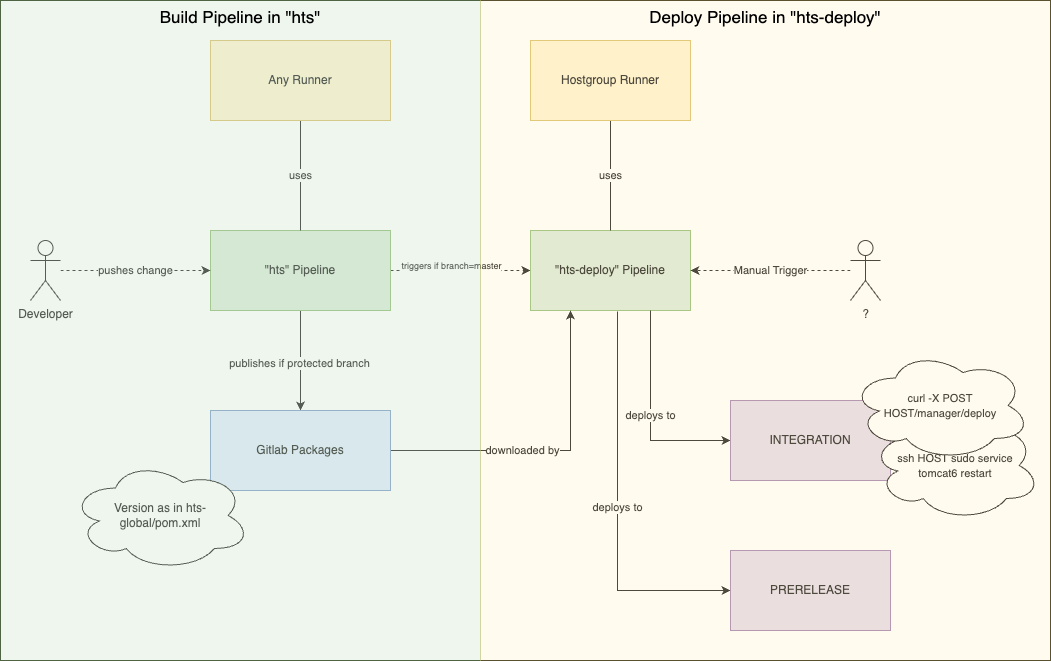 Build Pipeline in "hts"
Deploy Pipeline in "hts-deploy"
Any Runner
Hostgroup Runner
uses
uses
pushes change
"hts" Pipeline
triggers if branch=master
"hts-deploy" Pipeline
Manual Trigger
Developer
?
publishes if protected branch
curl -X POST
HOST/manager/deploy
deploys to
INTEGRATION
Gitlab Packages
downloaded by
ssh HOST sudo service
tomcat6 restart
Version as in hts-
global/pom.xml
deploys to
PRERELEASE